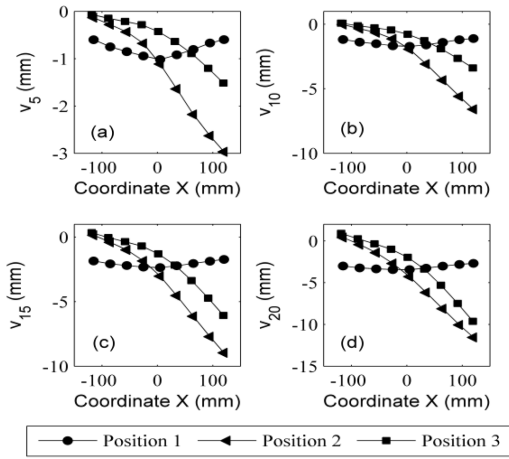 0
-1
-2
-3
v5 (mm)
(a)
-100 0 100
Coordinate X (mm)
0
-5
-10
v10 (mm)
(b)
-100 0 100
Coordinate X (mm)
0
-5
-10
v15 (mm)
(c)
-100 0 100
Coordinate X (mm)
0
-5
-10
-15
v20 (mm)
(d)
-100 0 100
Coordinate X (mm)
Position 1 Position 2 Position 3